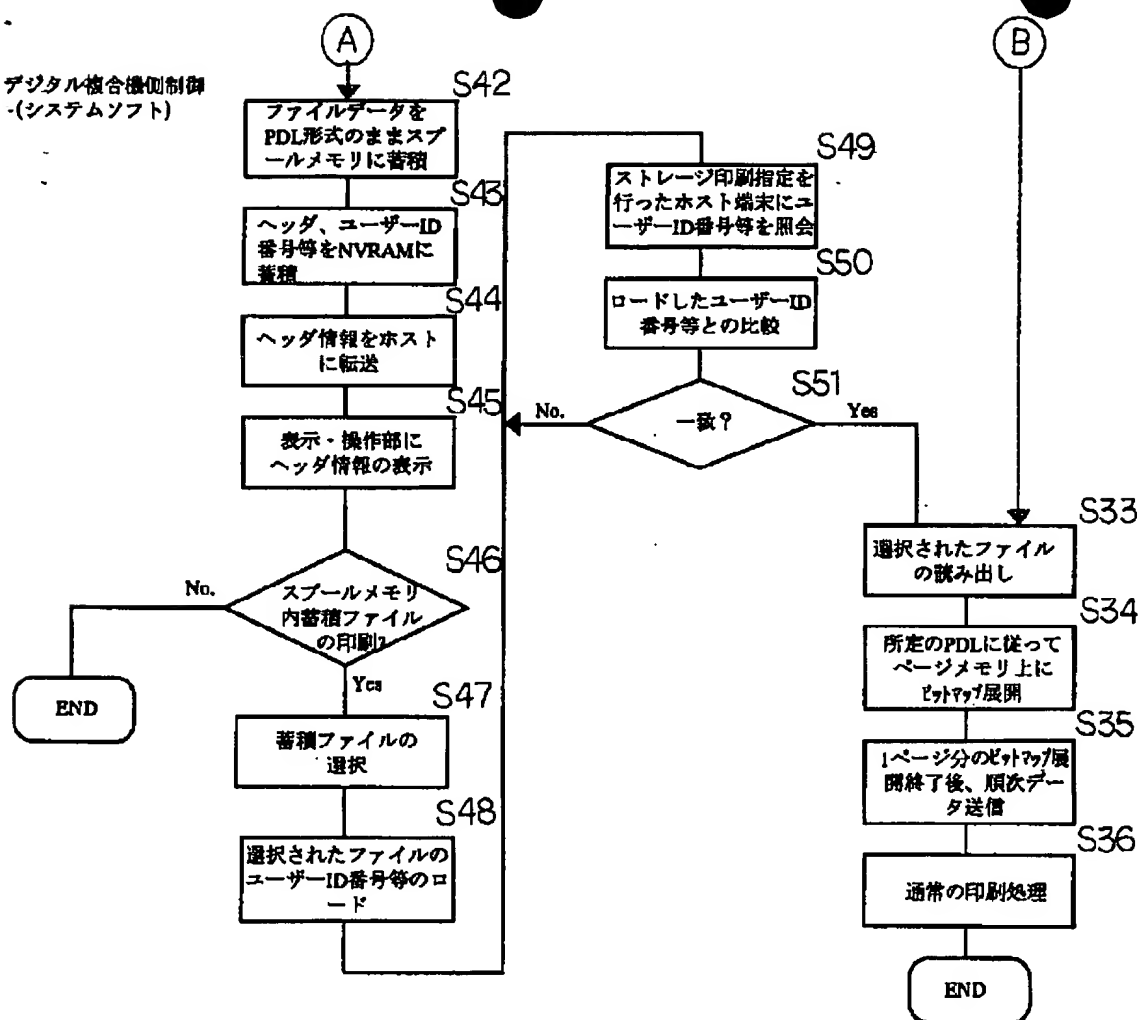 A
デジタル複合機側制御
-(システムソフト)
S42
ファイルデータを
PDL形式のままスプ
ールメモリに蓄積
S43
ヘッダ、ユーザーID
番号等をNVRAMに
蓄積
S44
ヘッダ情報をホスト
に転送
S45
表示・操作部に
ヘッダ情報の表示
S46
スプールメモリ
内蓄積ファイル
の印刷?
No.
END
Yes
S47
蓄積ファイルの
選択
S48
選択されたファイルの
ユーザーID番号等のロ
ード
S49
ストレージ印刷指定を
行ったホスト端末にユ
ーザーID番号等を照会
S50
ロードしたユーザーID
番号等との比較
S51
一致?
No.
Yes
B
S33
選択されたファイル
の読み出し
S34
所定のPDLに従って
ページメモリ上に
ビットマップ展開
S35
1ページ分のビットマップ展
開終了後、順次デー
タ送信
S36
通常の印刷処理
END